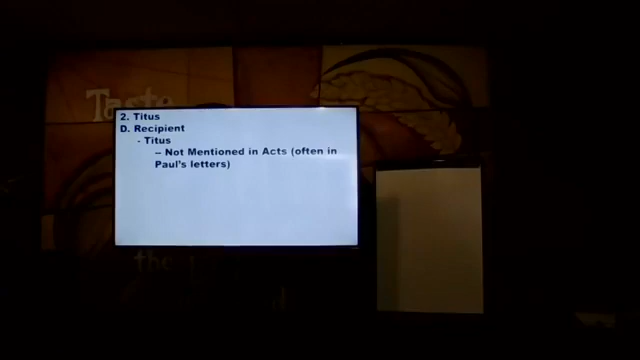 Taste
2. Titus
D. Recipient
- Titus
– Not Mentioned in Acts (often in
Paul's letters)
the